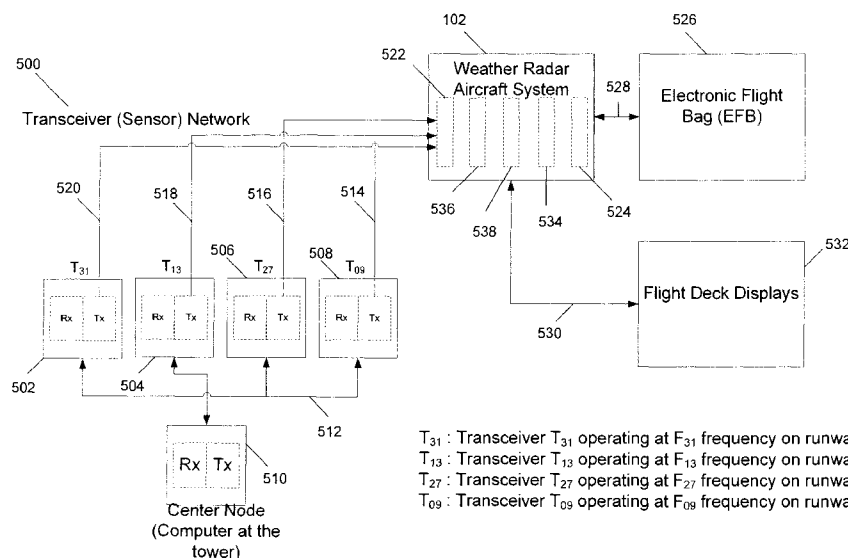 102
526
522
500
Weather Radar
Aircraft System
528
Electronic Flight
Bag (EFB)
Transceiver (Sensor) Network
520
518
516
514
536
538
534
524
506
508
532
T31
T13
T27
T09
Flight Deck Displays
Rx Tx
Rx Tx
Rx Tx
Rx Tx
530
502
504
512
Rx Tx
510
Center Node
(Computer at the
tower)
T31 : Transceiver T31 operating at F31 frequency on
T13 : Transceiver T13 operating at F13 frequency on
T27 : Transceiver T27 operating at F27 frequency on
T09 : Transceiver T09 operating at F09 frequency on